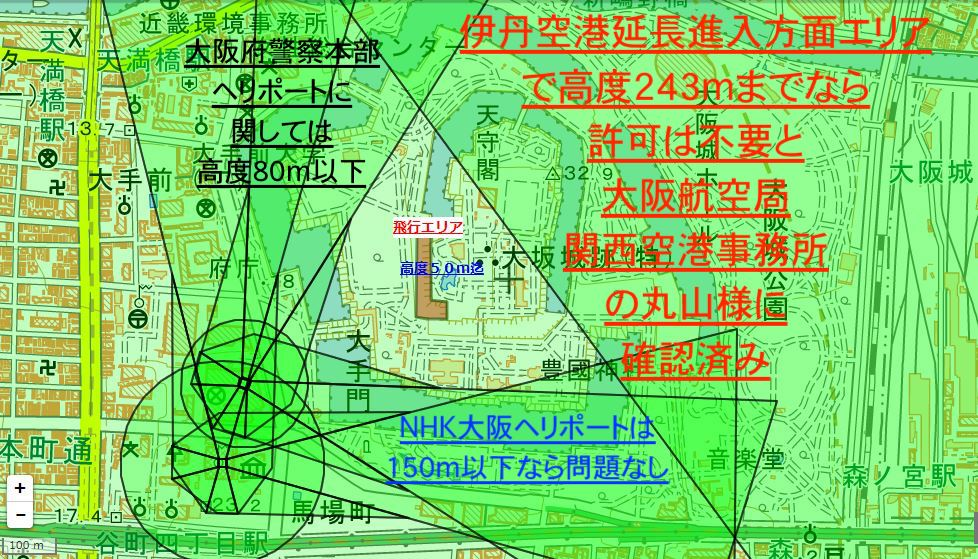 近畿環境事務所
伊丹空港延長進入方面エリア
で高度243mまでなら
許可は不要と
大阪航空局
関西空港事務所
の丸山様に
確認済み
大阪府警察本部
ヘリポートに
関しては
高度80m以下
天満橋
天満橋駅
13.7
大手前
府庁
天守閣
32.9
大阪城
飛行エリア
高度５０m迄
大手門
豊國神
NHK大阪ヘリポートは
150m以下なら問題なし
音楽堂
森ノ宮駅
本町通
23.2
馬場町
17.4
谷町四丁目駅
+
−
100 m